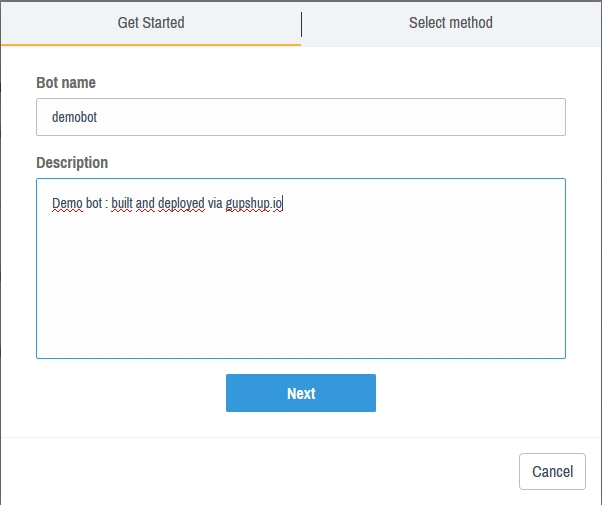 Get Started
Select method
Bot name
demobot
Description
Demo bot : built and deployed via gupshup.io
Next
Cancel